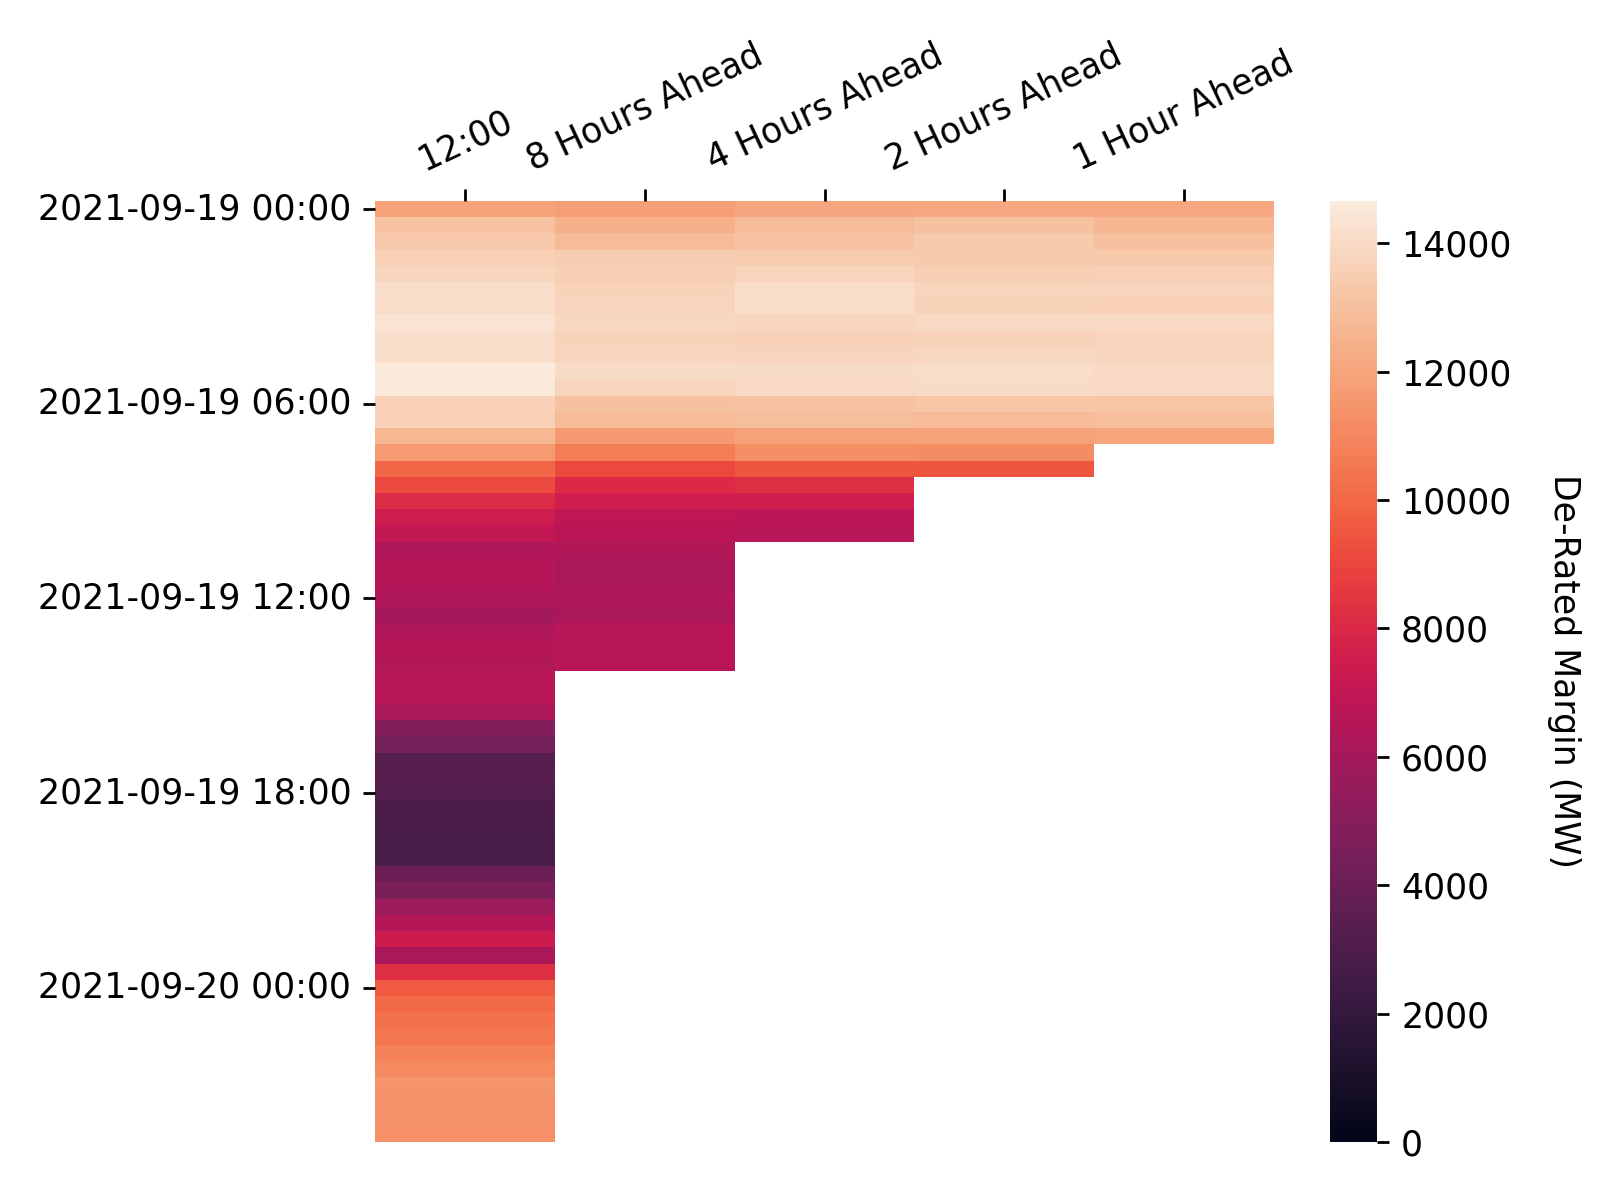 12:00
8 Hours Ahead
4 Hours Ahead
2 Hours Ahead
1 Hour Ahead
2021-09-19 00:00
2021-09-19 06:00
2021-09-19 12:00
2021-09-19 18:00
2021-09-20 00:00
14000
12000
10000
8000
6000
4000
2000
0
De-Rated Margin (MW)